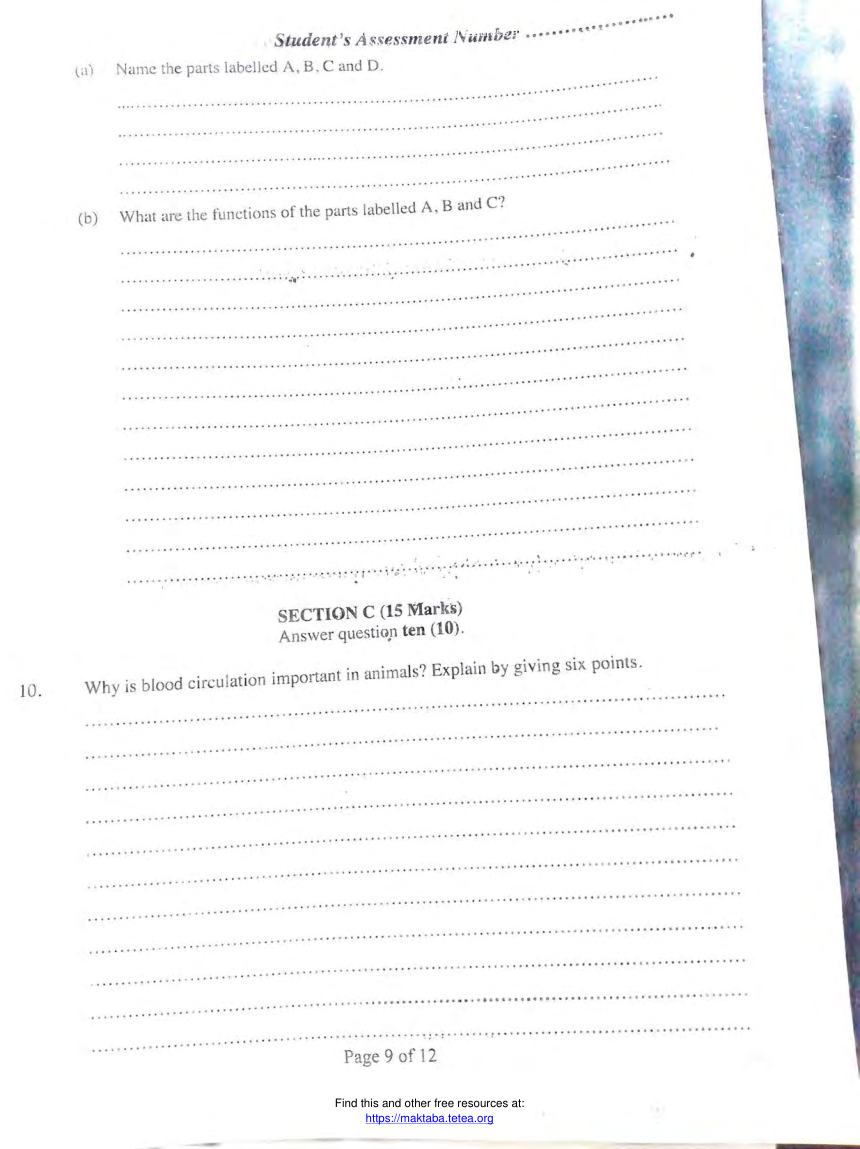 Student's Assessment Number ....................
(a) Name the parts labelled A, B, C and D.
(b) What are the functions of the parts labelled A, B and C?
SECTION C (15 Marks)
Answer question ten (10).
10. Why is blood circulation important in animals? Explain by giving six points.
Page 9 of 12
Find this and other free resources at:
https://maktaba.tetea.org